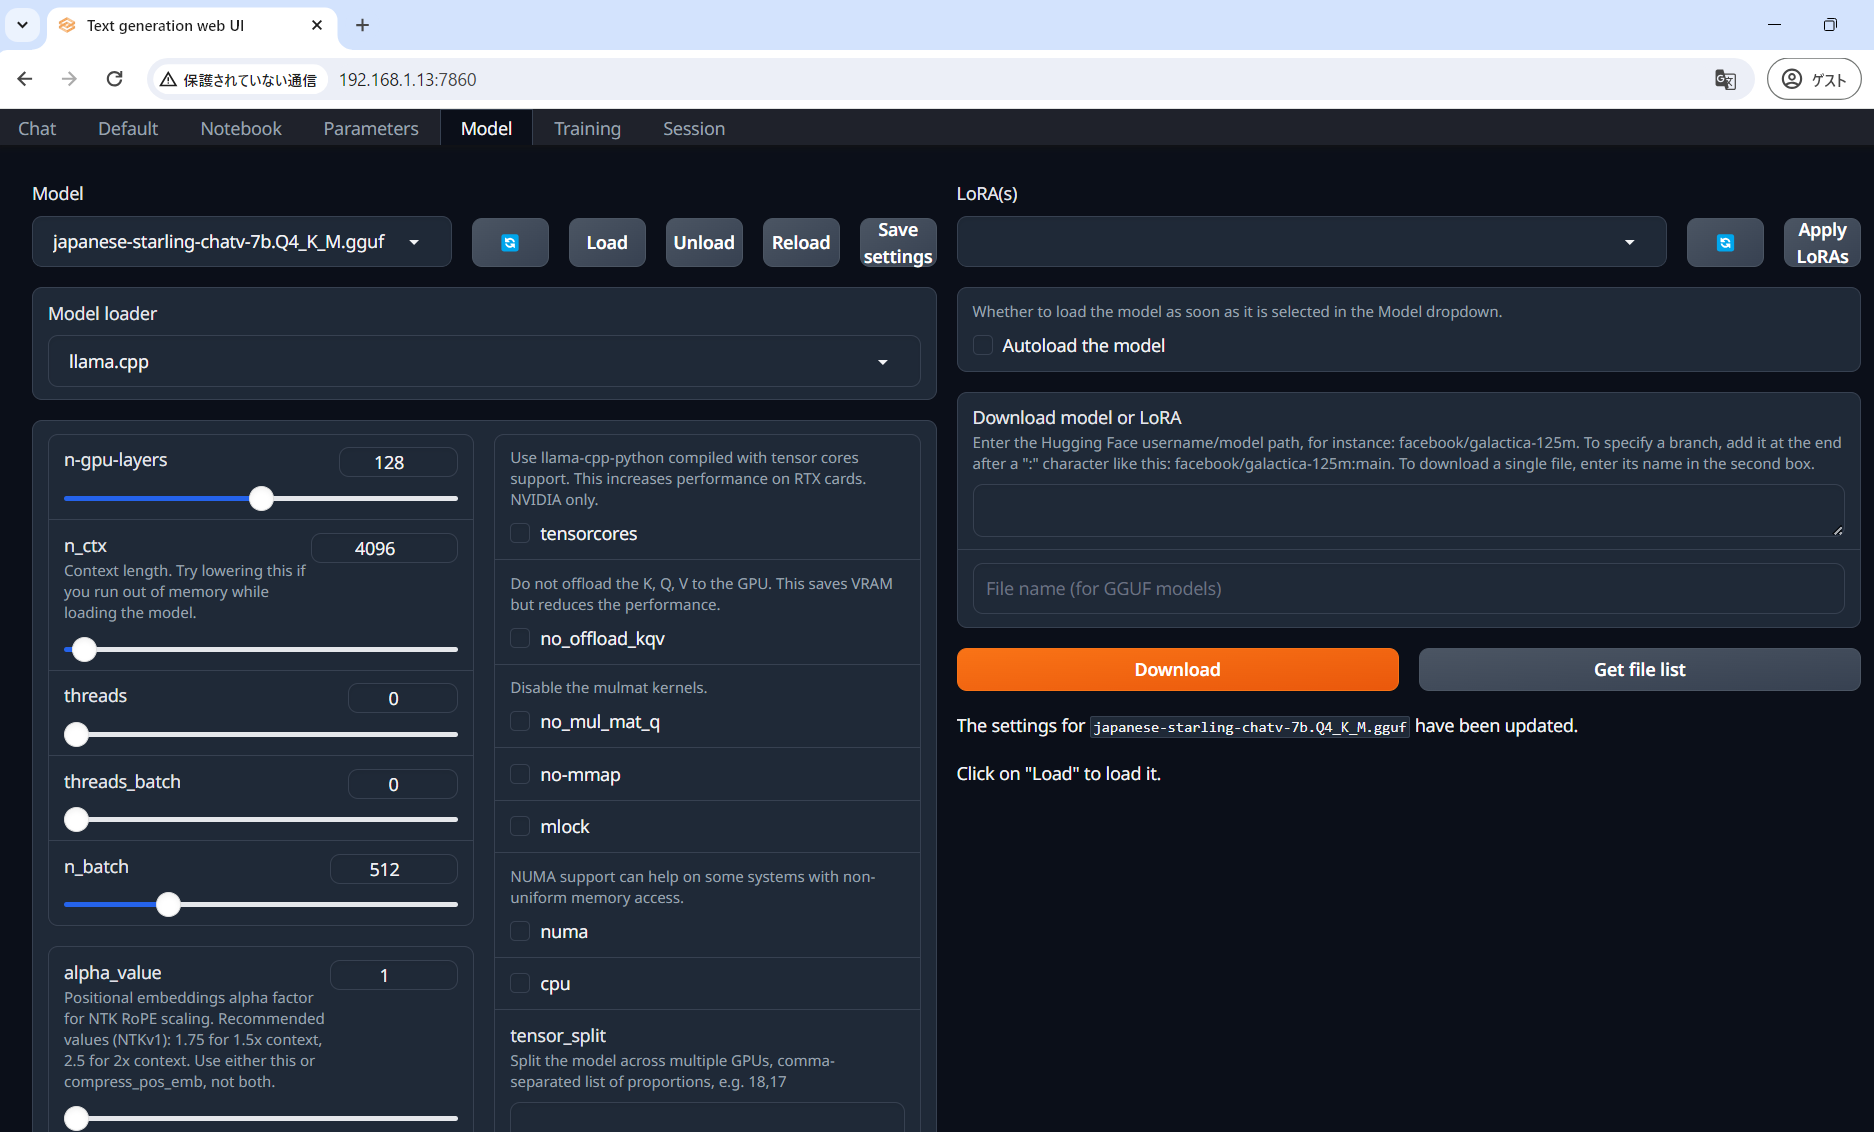 Text generation web UI
保護されていない通信
192.168.1.13:7860
ゲスト
Chat
Default
Notebook
Parameters
Model
Training
Session
Model
japanese-starling-chatv-7b.Q4_K_M.gguf
Load
Unload
Reload
Save
settings
Model loader
llama.cpp
n-gpu-layers
128
n_ctx
4096
Context length. Try lowering this if
you run out of memory while
loading the model.
threads
0
threads_batch
0
n_batch
512
alpha_value
1
Positional embeddings alpha factor
for NTK RoPE scaling. Recommended
values (NTKv1): 1.75 for 1.5x context,
2.5 for 2x context. Use either this or
compress_pos_emb, not both.
Use llama-cpp-python compiled with tensor cores
support. This increases performance on RTX cards.
NVIDIA only.
tensorcores
Do not offload the K, Q, V to the GPU. This saves VRAM
but reduces the performance.
no_offload_kqv
Disable the mulmat kernels.
no_mul_mat_q
no-mmap
mlock
NUMA support can help on some systems with non-
uniform memory access.
numa
cpu
tensor_split
Split the model across multiple GPUs, comma-
separated list of proportions, e.g. 18,17
LoRA(s)
Apply
LoRAs
Whether to load the model as soon as it is selected in the Model dropdown.
Autoload the model
Download model or LoRA
Enter the Hugging Face username/model path, for instance: facebook/galactica-125m. To specify a branch, add it at the end
after a ":" character like this: facebook/galactica-125m:main. To download a single file, enter its name in the second box.
File name (for GGUF models)
Download
Get file list
The settings for japanese-starling-chatv-7b.Q4_K_M.gguf have been updated.
Click on "Load" to load it.